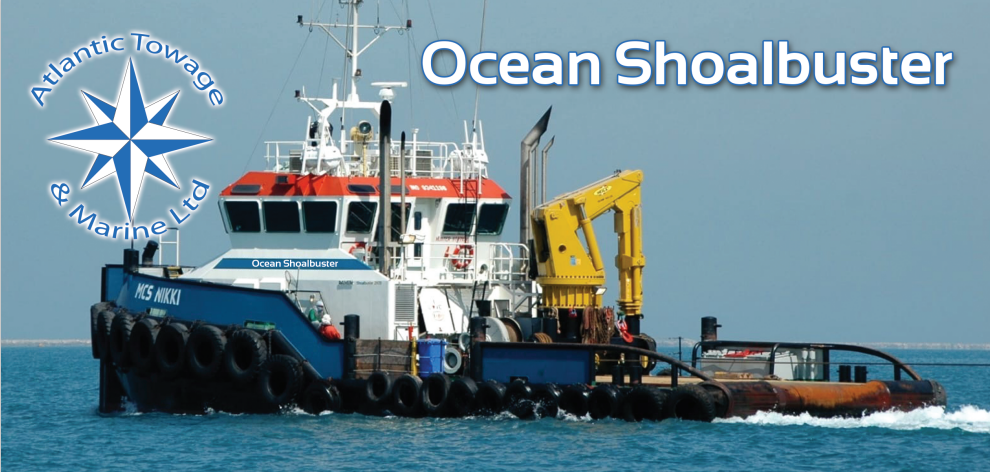 Atlantic Towage
& Marine Ltd
Ocean Shoalbuster
Ocean Shoalbuster
MCS NIKKI